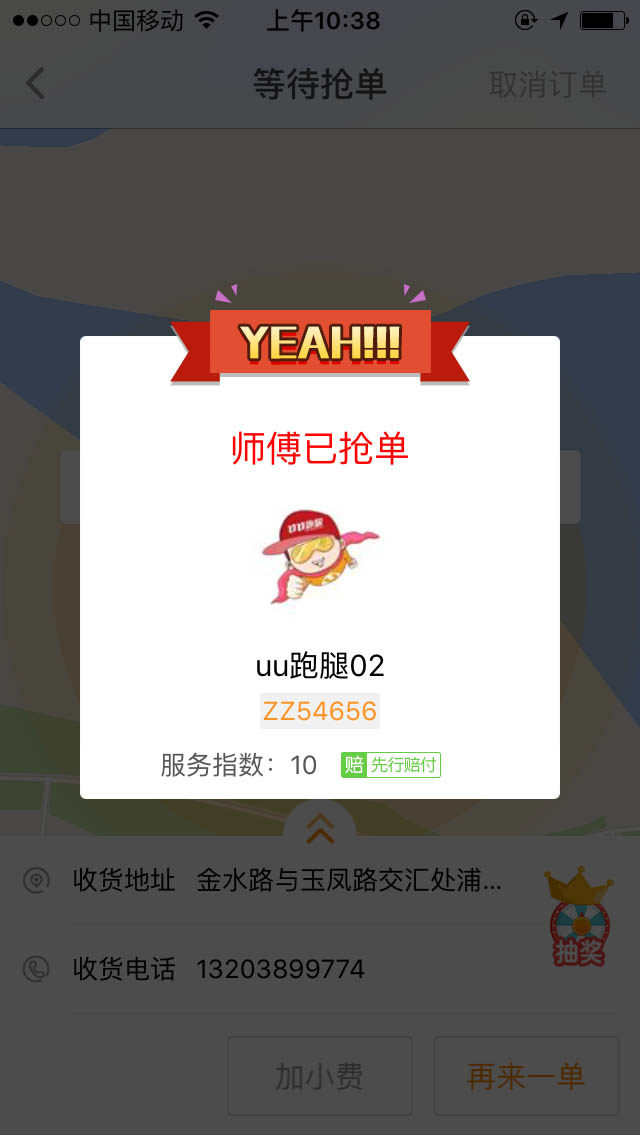 中国移动 上午10:38
等待抢单 取消订单
YEAH!!!
师傅已抢单
UU跑腿
uu跑腿02
ZZ54656
服务指数：10 赔 先行赔付
收货地址 金水路与玉凤路交汇处浦...
抽奖
收货电话 13203899774
加小费 再来一单